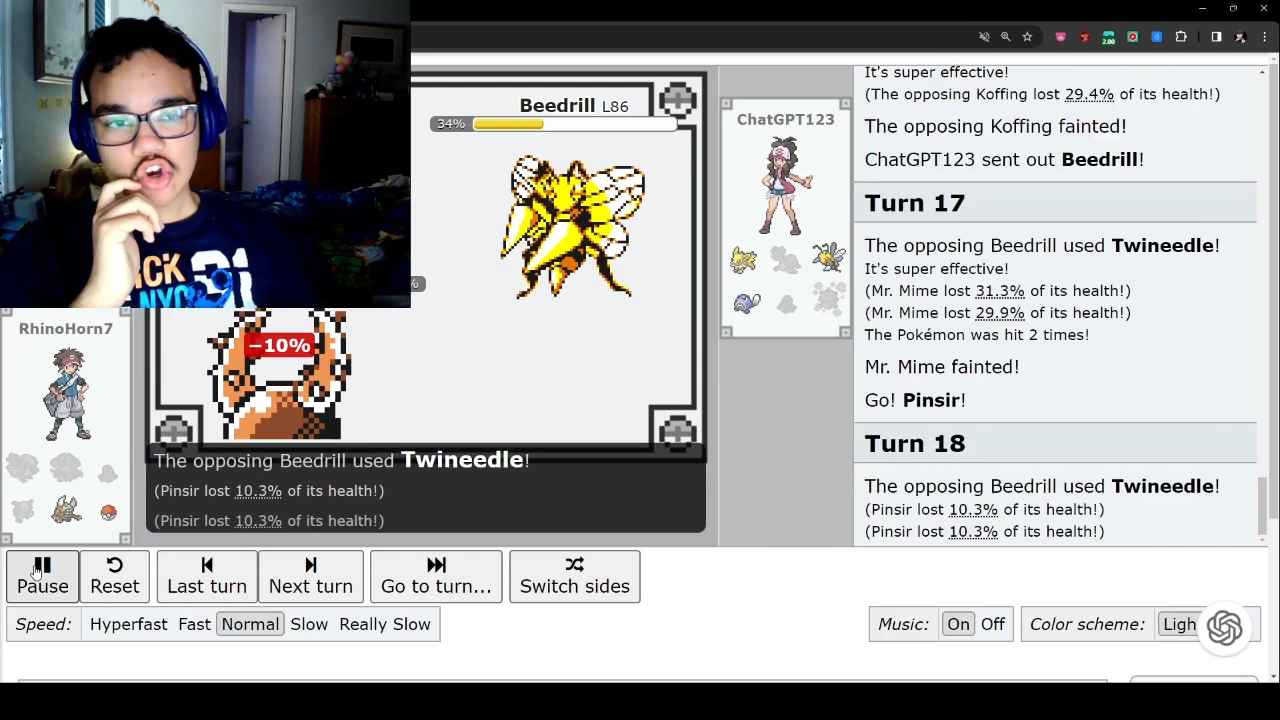 2.00
Beedrill L86
34%
−10%
The opposing Beedrill used Twineedle!
(Pinsir lost 10.3% of its health!)
(Pinsir lost 10.3% of its health!)
RhinoHorn7
ChatGPT123
It's super effective!
(The opposing Koffing lost 29.4% of its health!)
The opposing Koffing fainted!
ChatGPT123 sent out Beedrill!
Turn 17
The opposing Beedrill used Twineedle!
It's super effective!
(Mr. Mime lost 31.3% of its health!)
(Mr. Mime lost 29.9% of its health!)
The Pokémon was hit 2 times!
Mr. Mime fainted!
Go! Pinsir!
Turn 18
The opposing Beedrill used Twineedle!
(Pinsir lost 10.3% of its health!)
(Pinsir lost 10.3% of its health!)
Pause Reset Last turn Next turn Go to turn... Switch sides
Speed: Hyperfast Fast Normal Slow Really Slow
Music: On Off Color scheme: Ligh